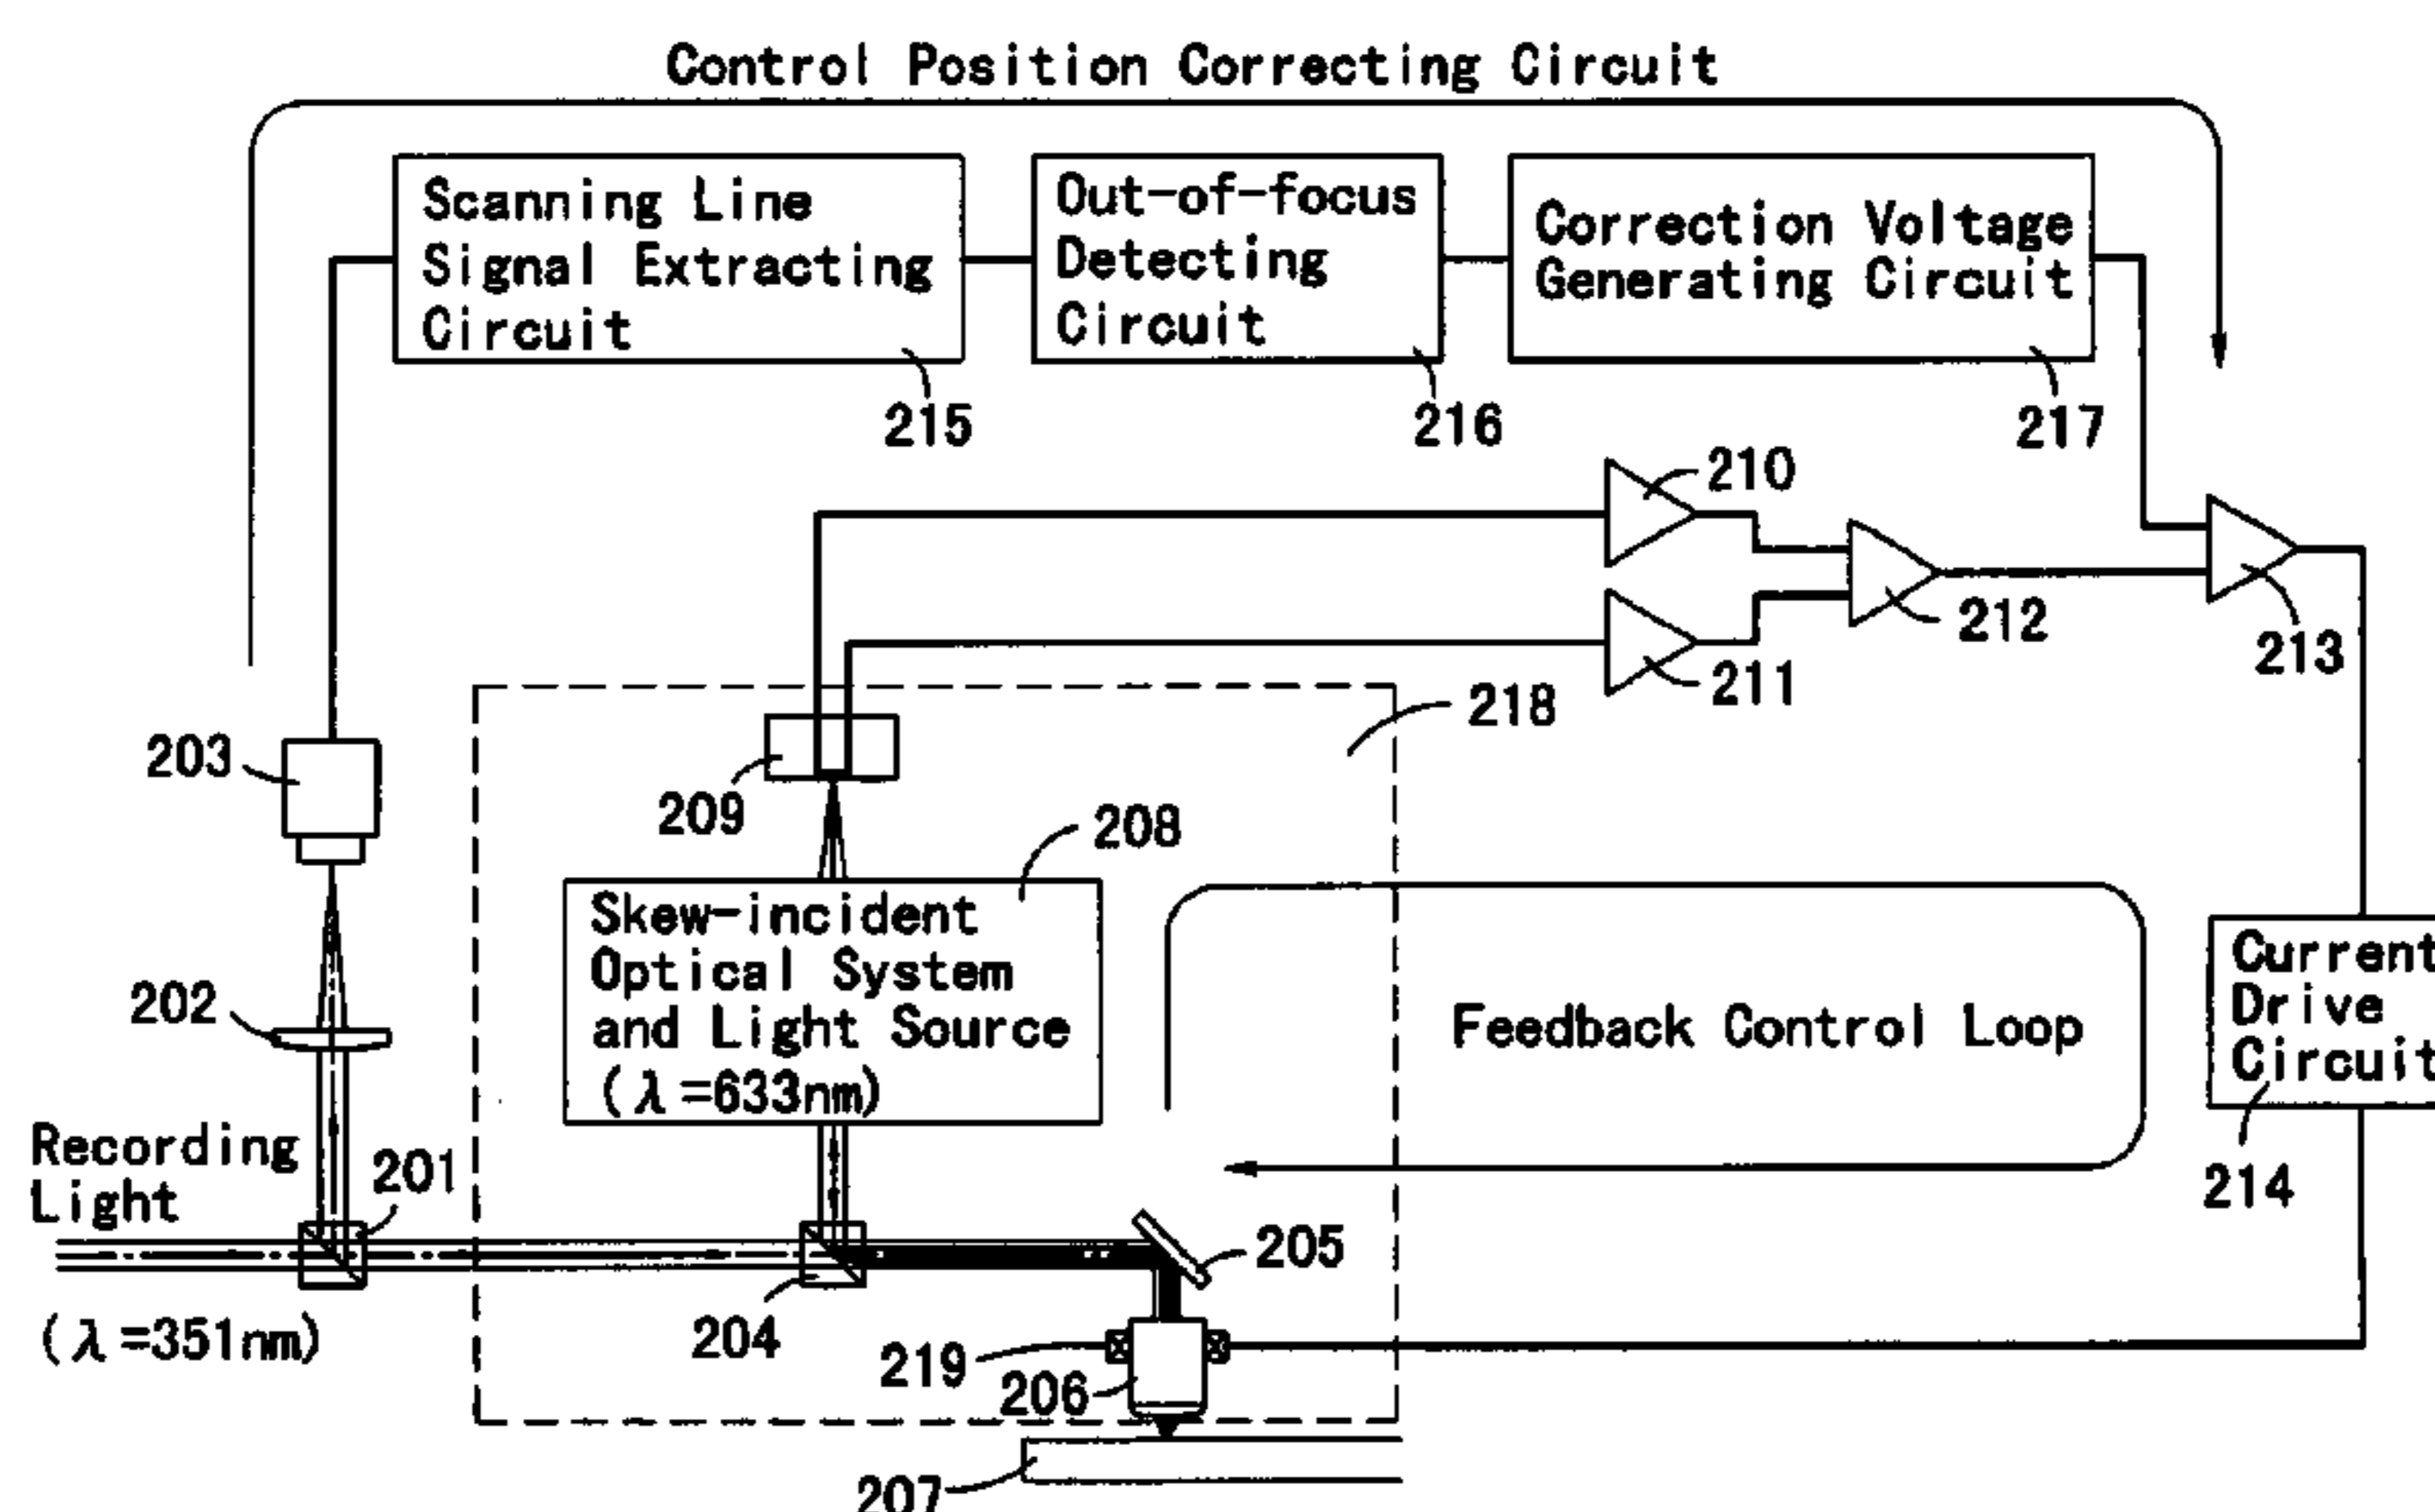 Control Position Correcting Circuit
Scanning Line
Signal Extracting
Circuit
Out-of-focus
Detecting
Circuit
Correction Voltage
Generating Circuit
215
216
217
210
211
212
213
218
203
209
208
Skew-incident
Optical System
and Light Source
(λ=633nm)
202
Feedback Control Loop
Current
Drive
Circuit
214
Recording
Light
201
205
(λ=351nm)
204
219
206
207